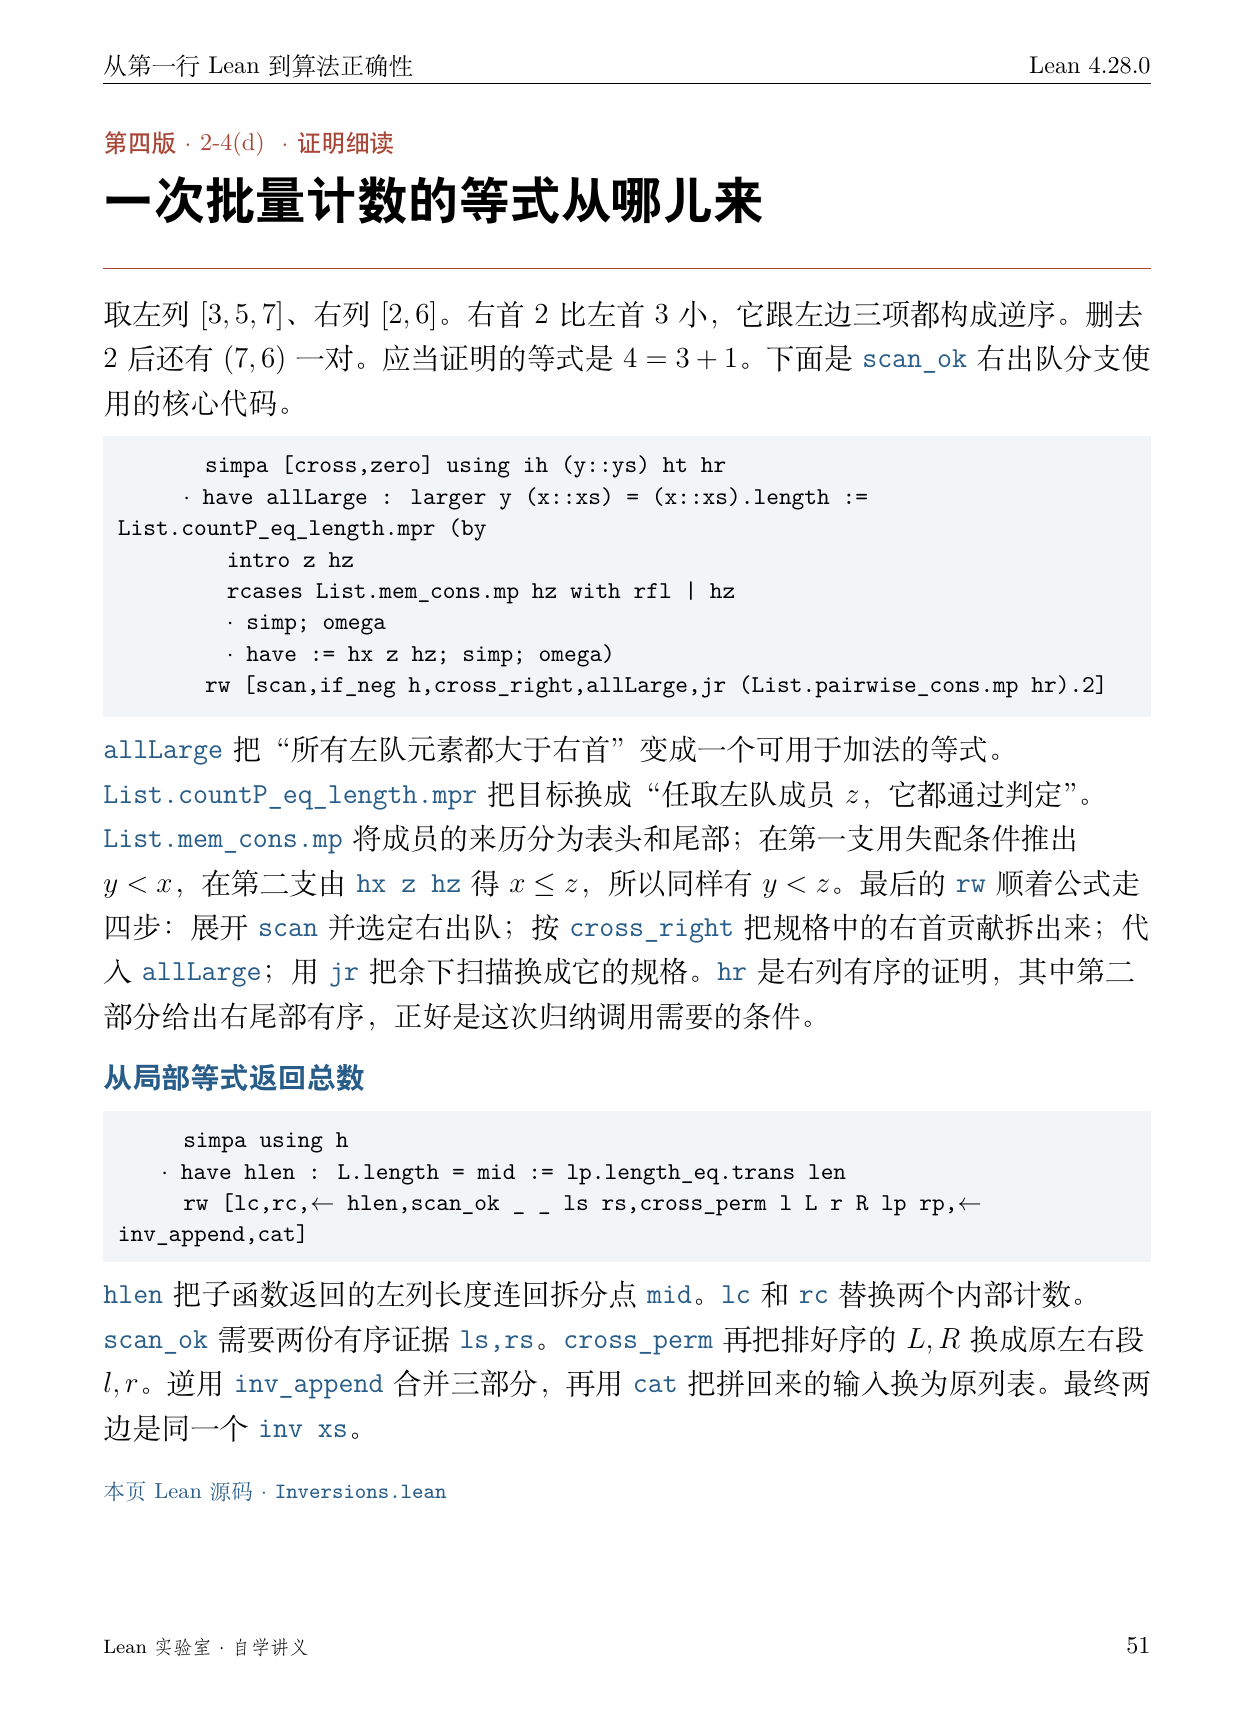 从第一行 Lean 到算法正确性
Lean 4.28.0
第四版 · 2-4(d) · 证明细读
一次批量计数的等式从哪儿来
取左列 [3, 5, 7]、右列 [2, 6]。右首 2 比左首 3 小，它跟左边三项都构成逆序。删去
2 后还有 (7, 6) 一对。应当证明的等式是 4 = 3 + 1。下面是 scan_ok 右出队分支使
用的核心代码。
simpa [cross,zero] using ih (y::ys) ht hr
· have allLarge : larger y (x::xs) = (x::xs).length :=
List.countP_eq_length.mpr (by
intro z hz
rcases List.mem_cons.mp hz with rfl | hz
· simp; omega
· have := hx z hz; simp; omega)
rw [scan,if_neg h,cross_right,allLarge,jr (List.pairwise_cons.mp hr).2]
allLarge 把“所有左队元素都大于右首”变成一个可用于加法的等式。
List.countP_eq_length.mpr 把目标换成“任取左队成员 z，它都通过判定”。
List.mem_cons.mp 将成员的来历分为表头和尾部；在第一支用失配条件推出
y < x，在第二支由 hx z hz 得 x ≤ z，所以同样有 y < z。最后的 rw 顺着公式走
四步：展开 scan 并选定右出队；按 cross_right 把规格中的右首贡献拆出来；代
入 allLarge；用 jr 把余下扫描换成它的规格。hr 是右列有序的证明，其中第二
部分给出右尾部有序，正好是这次归纳调用需要的条件。
从局部等式返回总数
simpa using h
· have hlen : L.length = mid := lp.length_eq.trans len
rw [lc,rc,← hlen,scan_ok _ _ ls rs,cross_perm l L r R lp rp,←
inv_append,cat]
hlen 把子函数返回的左列长度连回拆分点 mid。lc 和 rc 替换两个内部计数。
scan_ok 需要两份有序证据 ls,rs。cross_perm 再把排好序的 L, R 换成原左右段
l, r。逆用 inv_append 合并三部分，再用 cat 把拼回来的输入换为原列表。最终两
边是同一个 inv xs。
本页 Lean 源码 · Inversions.lean
Lean 实验室 · 自学讲义
51